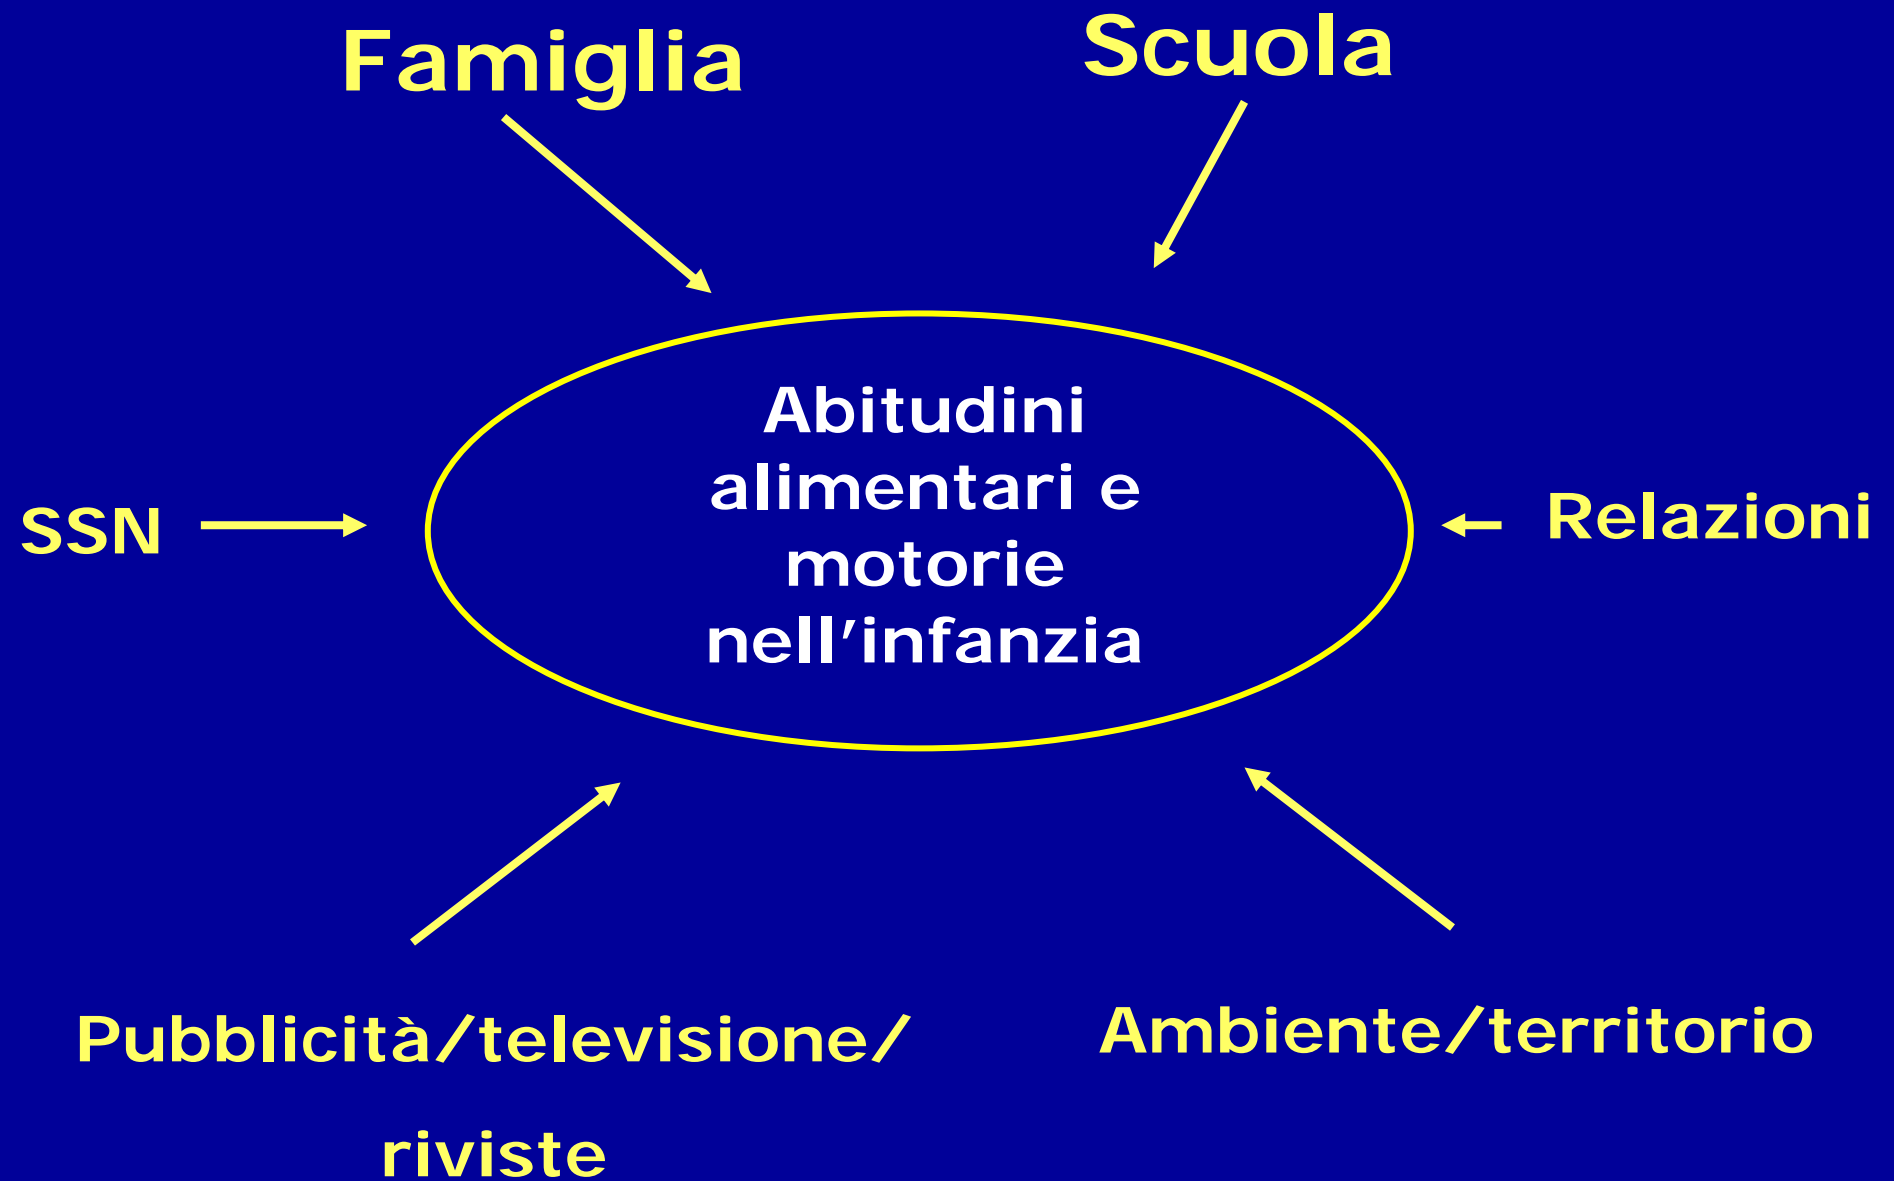 Famiglia
Scuola
Abitudini
alimentari e
motorie
nell'infanzia
SSN
Relazioni
Pubblicità/televisione/
riviste
Ambiente/territorio